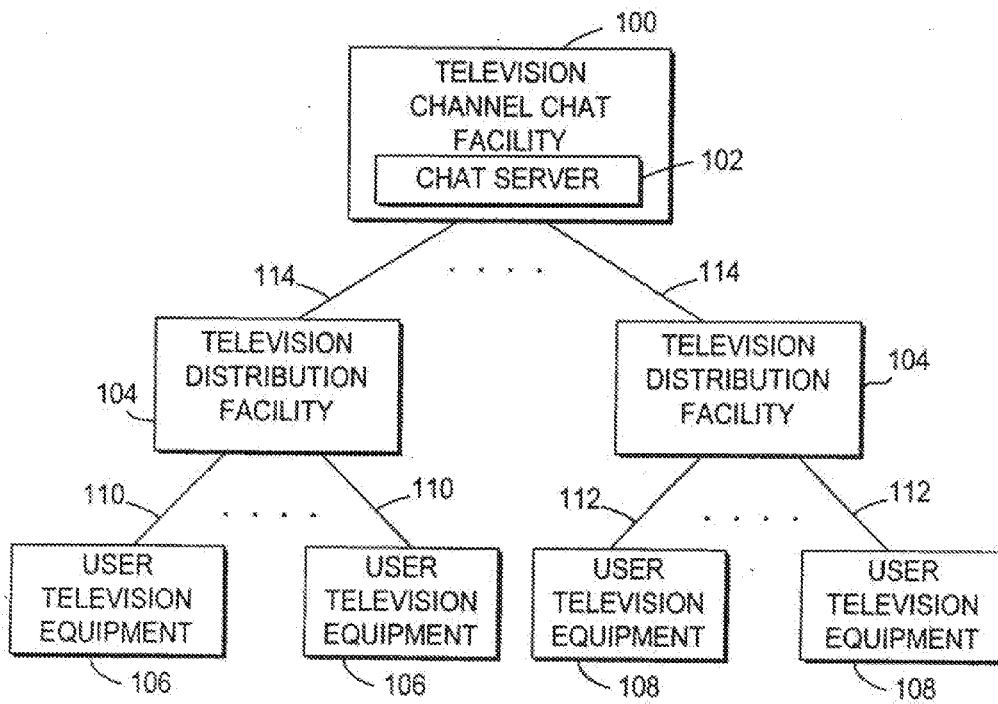 100
TELEVISION
CHANNEL CHAT
FACILITY
CHAT SERVER
102
114
114
TELEVISION
DISTRIBUTION
FACILITY
104
TELEVISION
DISTRIBUTION
FACILITY
104
110
110
112
112
USER
TELEVISION
EQUIPMENT
106
USER
TELEVISION
EQUIPMENT
106
USER
TELEVISION
EQUIPMENT
108
USER
TELEVISION
EQUIPMENT
108